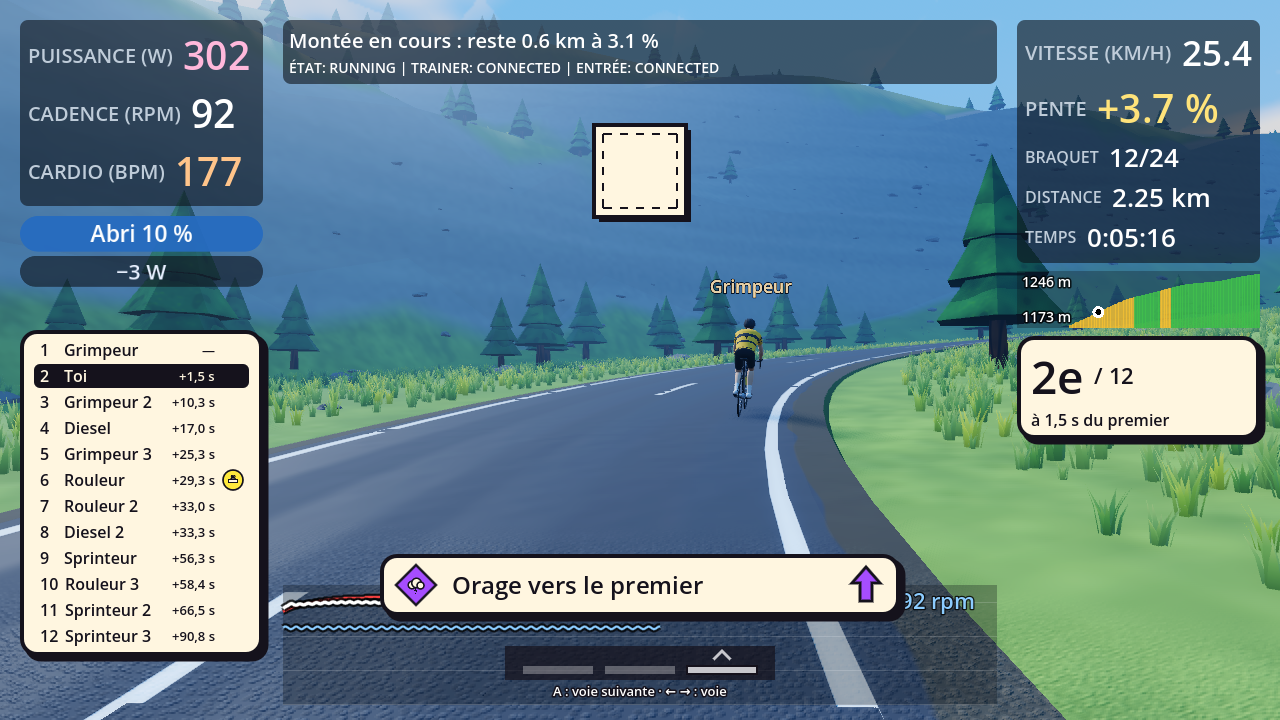 PUISSANCE (W) 302
CADENCE (RPM) 92
CARDIO (BPM) 177
Abri 10 %
−3 W
Montée en cours : reste 0.6 km à 3.1 %
ÉTAT: RUNNING | TRAINER: CONNECTED | ENTRÉE: CONNECTED
VITESSE (KM/H) 25.4
PENTE +3.7 %
BRAQUET 12/24
DISTANCE 2.25 km
TEMPS 0:05:16
1246 m
1173 m
2e / 12
à 1,5 s du premier
Grimpeur
1 Grimpeur —
2 Toi +1,5 s
3 Grimpeur 2 +10,3 s
4 Diesel +17,0 s
5 Grimpeur 3 +25,3 s
6 Rouleur +29,3 s
7 Rouleur 2 +33,0 s
8 Diesel 2 +33,3 s
9 Sprinteur +56,3 s
10 Rouleur 3 +58,4 s
11 Sprinteur 2 +66,5 s
12 Sprinteur 3 +90,8 s
Orage vers le premier
92 rpm
A : voie suivante · ← → : voie